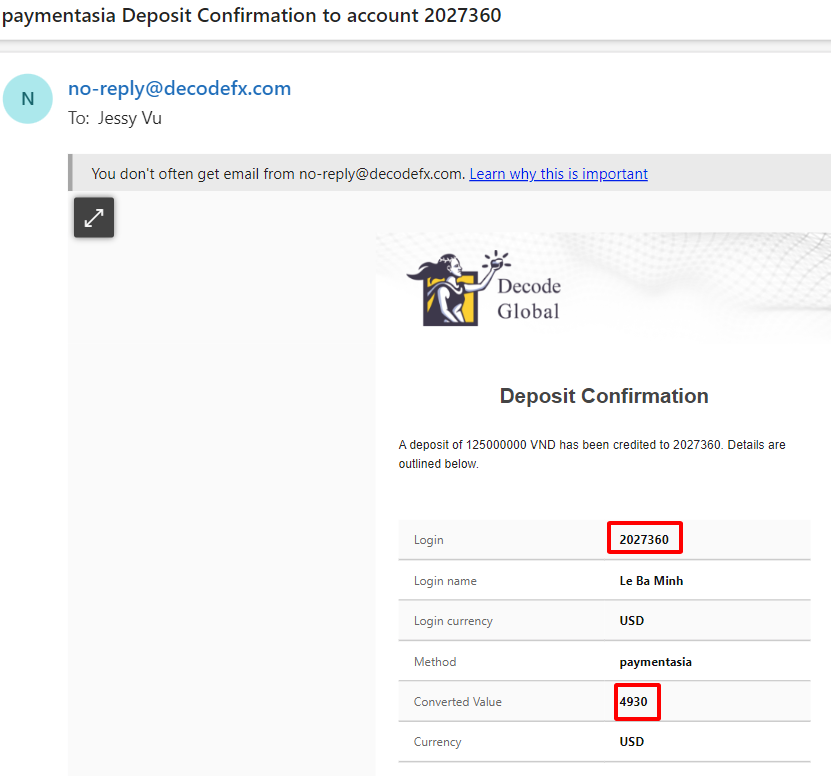 paymentasia Deposit Confirmation to account 2027360
N
no-reply@decodefx.com
To: Jessy Vu
You don't often get email from no-reply@decodefx.com. Learn why this is important
Decode
Global
Deposit Confirmation
A deposit of 125000000 VND has been credited to 2027360. Details are
outlined below.
Login 2027360
Login name Le Ba Minh
Login currency USD
Method paymentasia
Converted Value 4930
Currency USD